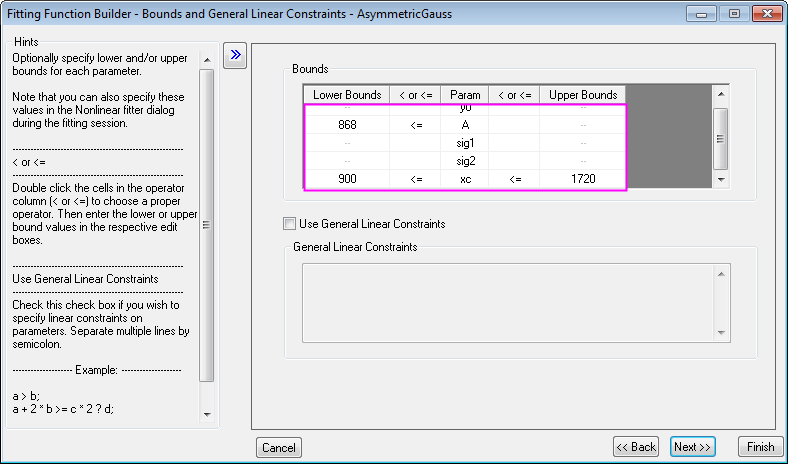 Fitting Function Builder - Bounds and General Linear Constraints - AsymmetricGauss
Hints
Optionally specify lower and/or upper
bounds for each parameter.
Note that you can also specify these
values in the Nonlinear fitter dialog
during the fitting session.
---------------------------------------------------------
< or <=
---------------------------------------------------------
Double click the cells in the operator
column (< or <=) to choose a proper
operator. Then enter the lower or upper
bound values in the respective edit
boxes.
---------------------------------------------------------
Use General Linear Constraints
---------------------------------------------------------
Check this check box if you wish to
specify linear constraints on
parameters. Separate multiple lines by
semicolon.
-------------------- Example: --------------------
a > b;
a + 2 * b >= c * 2 ? d;
Bounds
Lower Bounds < or <= Param < or <= Upper Bounds
-- y0 --
868 <= A --
-- sig1 --
-- sig2 --
900 <= xc <= 1720
Use General Linear Constraints
General Linear Constraints
Cancel
<< Back
Next >>
Finish